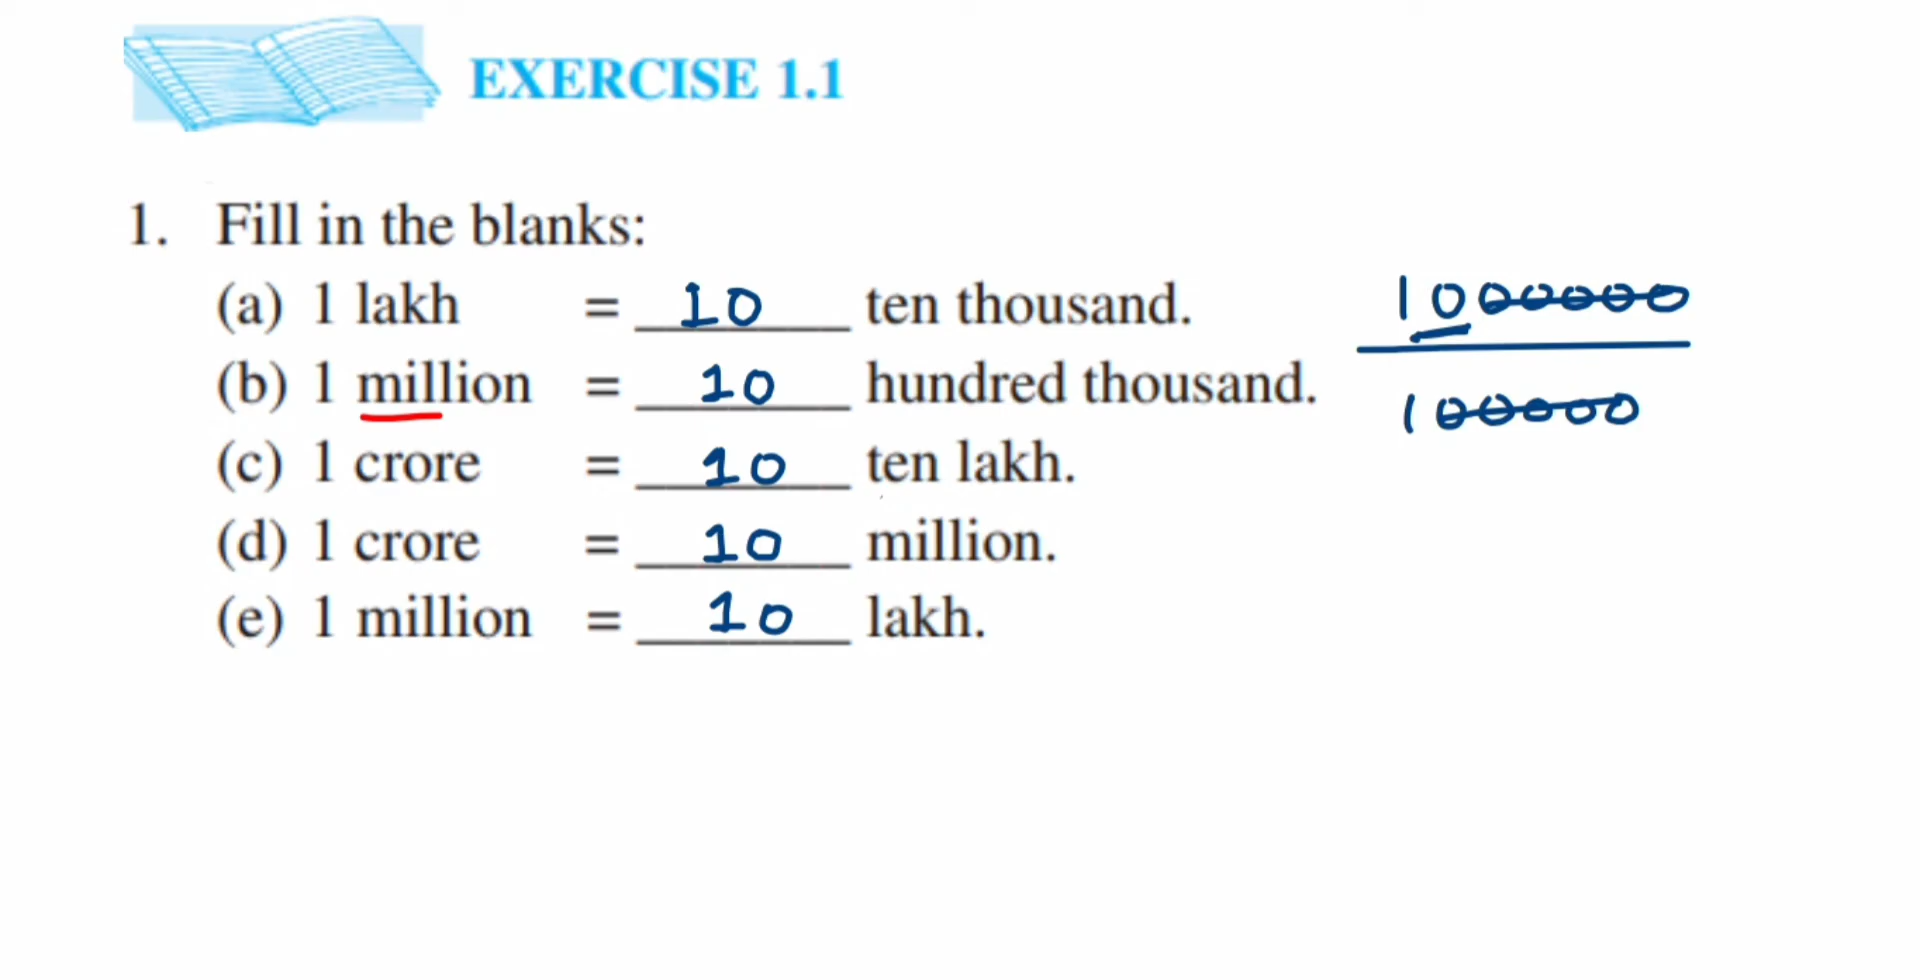 EXERCISE 1.1
1. Fill in the blanks:
(a) 1 lakh = 10 ten thousand.
1000000
(b) 1 million = 10 hundred thousand.
100000
(c) 1 crore = 10 ten lakh.
(d) 1 crore = 10 million.
(e) 1 million = 10 lakh.